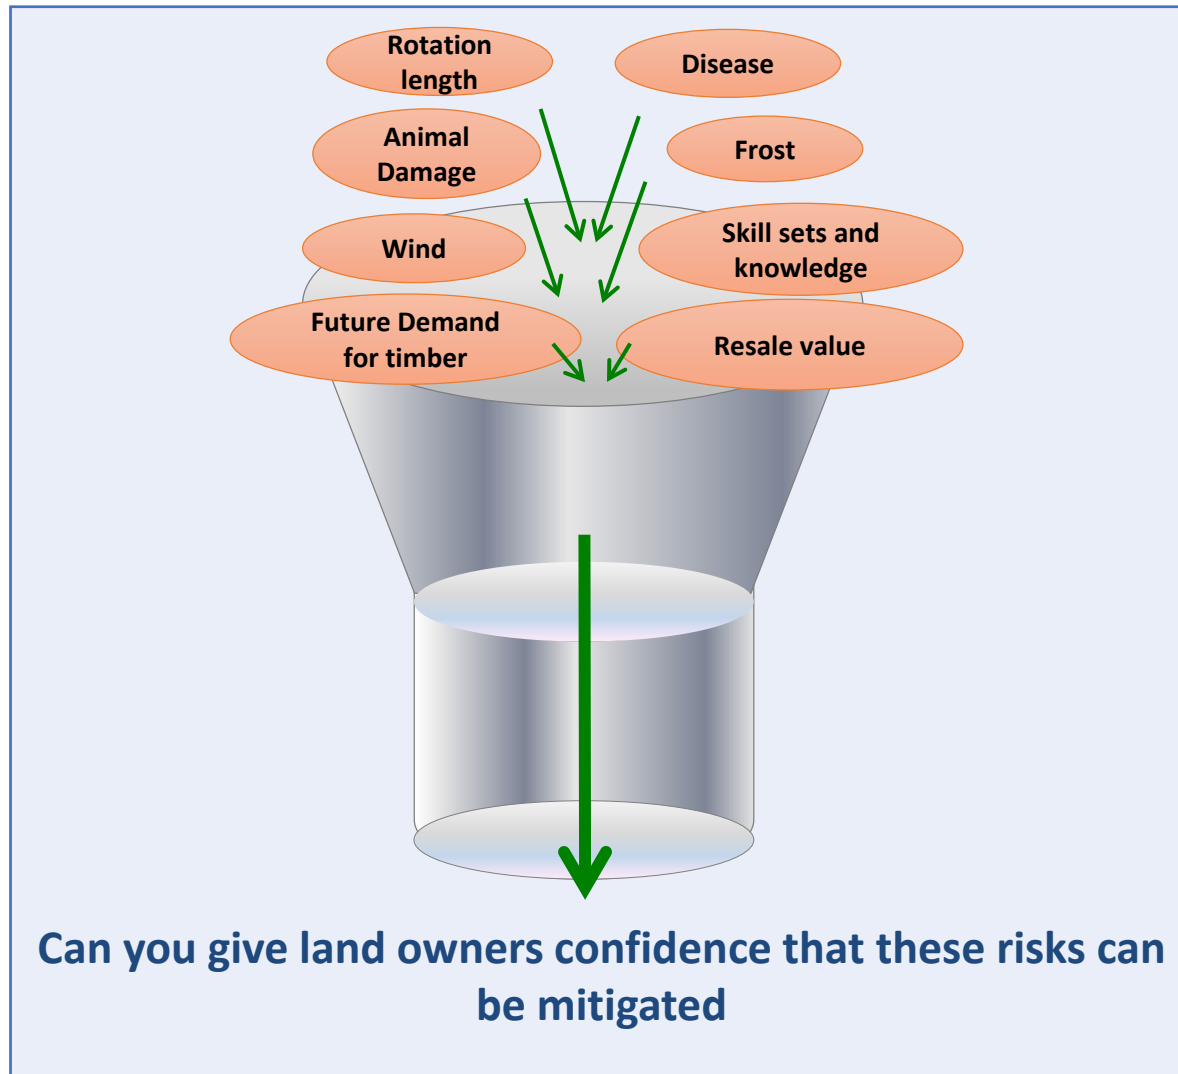 Rotation
length
Disease
Animal
Damage
Frost
Wind
Skill sets and
knowledge
Future Demand
for timber
Resale value
Can you give land owners confidence that these risks can
be mitigated